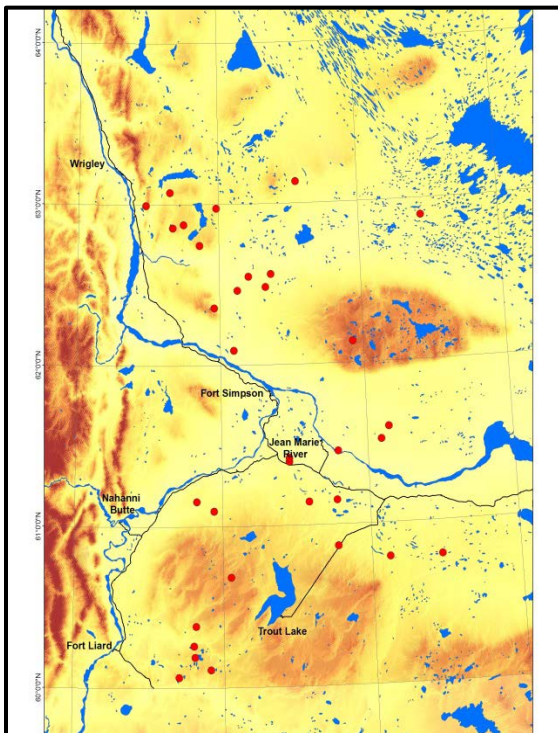 64°0'0"N
Wrigley
63°0'0"N
62°0'0"N
Fort Simpson
Jean Marie
River
Nahanni
Butte
61°0'0"N
Trout Lake
Fort Liard
60°0'0"N